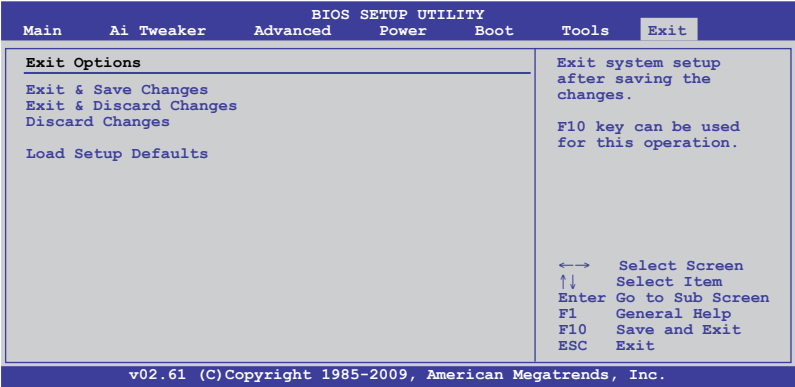 BIOS SETUP UTILITY
Main Ai Tweaker Advanced Power Boot Tools Exit
Exit Options
Exit & Save Changes
Exit & Discard Changes
Discard Changes
Load Setup Defaults
Exit system setup
after saving the
changes.
F10 key can be used
for this operation.
←→ Select Screen
↑↓ Select Item
Enter Go to Sub Screen
F1 General Help
F10 Save and Exit
ESC Exit
v02.61 (C)Copyright 1985-2009, American Megatrends, Inc.